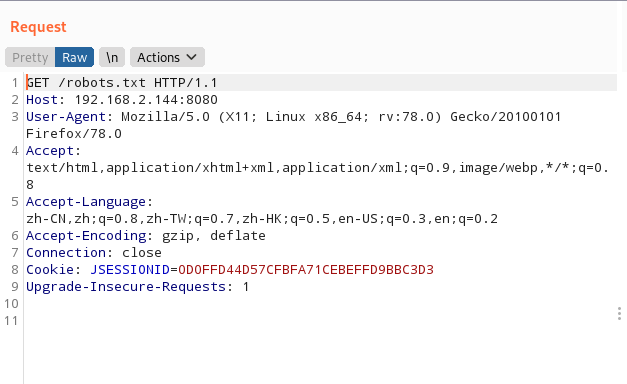 Request
Pretty Raw \n Actions
1 GET /robots.txt HTTP/1.1
2 Host: 192.168.2.144:8080
3 User-Agent: Mozilla/5.0 (X11; Linux x86_64; rv:78.0) Gecko/20100101
Firefox/78.0
4 Accept:
text/html,application/xhtml+xml,application/xml;q=0.9,image/webp,*/*;q=0.
8
5 Accept-Language:
zh-CN,zh;q=0.8,zh-TW;q=0.7,zh-HK;q=0.5,en-US;q=0.3,en;q=0.2
6 Accept-Encoding: gzip, deflate
7 Connection: close
8 Cookie: JSESSIONID=0D0FFD44D57CFBFA71CEBEFFD9BBC3D3
9 Upgrade-Insecure-Requests: 1
10
11